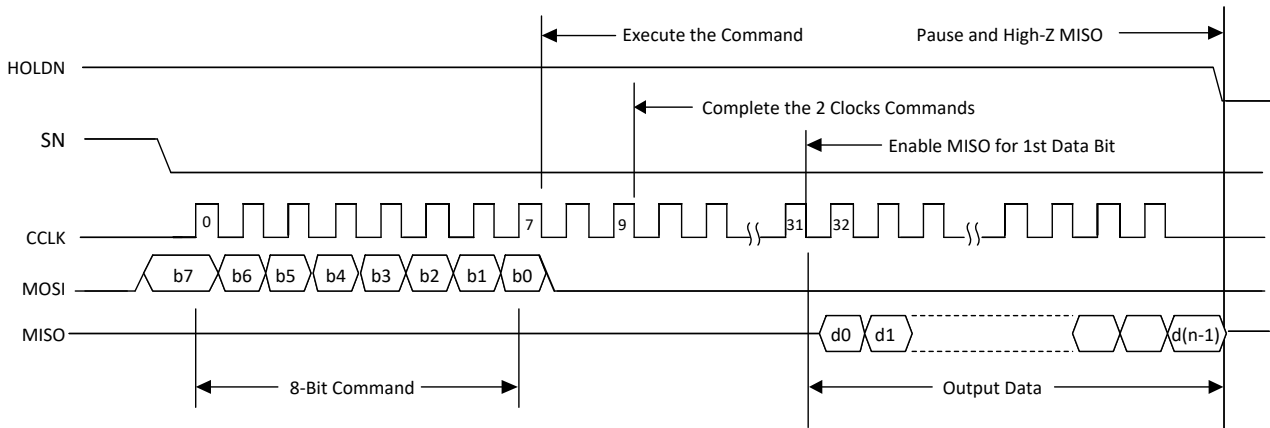 Execute the Command
Pause and High-Z MISO
HOLDN
Complete the 2 Clocks Commands
SN
Enable MISO for 1st Data Bit
0 7 9 31 32
CCLK
b7 b6 b5 b4 b3 b2 b1 b0
MOSI
MISO
d0 d1 d(n-1)
8-Bit Command
Output Data